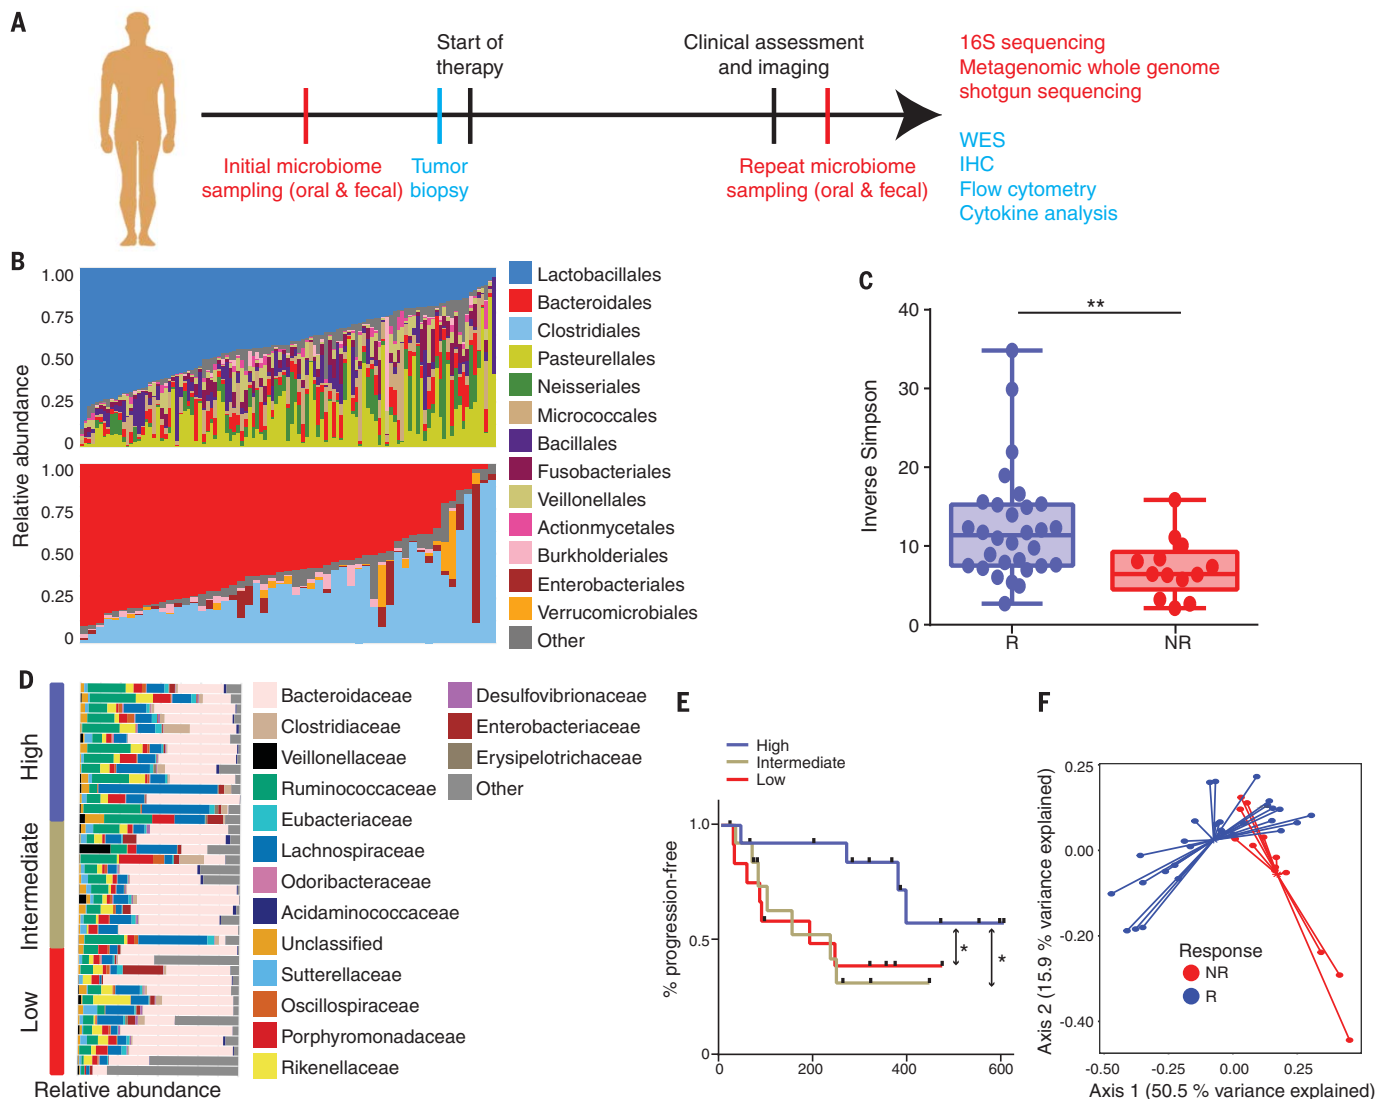 A
Start of
therapy
Clinical assessment
and imaging
Initial microbiome
sampling (oral & fecal)
Tumor
biopsy
Repeat microbiome
sampling (oral & fecal)
16S sequencing
Metagenomic whole genome
shotgun sequencing
WES
IHC
Flow cytometry
Cytokine analysis
B
Relative abundance
1.00
0.75
0.50
0.25
0
1.00
0.75
0.50
0.25
0
Lactobacillales
Bacteroidales
Clostridiales
Pasteurellales
Neisseriales
Micrococcales
Bacillales
Fusobacteriales
Veillonellales
Actionmycetales
Burkholderiales
Enterobacteriales
Verrucomicrobiales
Other
C
Inverse Simpson
40
30
20
10
0
**
R
NR
D
High
Intermediate
Low
Relative abundance
Bacteroidaceae
Clostridiaceae
Veillonellaceae
Ruminococcaceae
Eubacteriaceae
Lachnospiraceae
Odoribacteraceae
Acidaminococcaceae
Unclassified
Sutterellaceae
Oscillospiraceae
Porphyromonadaceae
Rikenellaceae
Desulfovibrionaceae
Enterobacteriaceae
Erysipelotrichaceae
Other
E
High
Intermediate
Low
% progression-free
1.0
0.5
0
0
200
400
600
*
*
F
Axis 2 (15.9 % variance explained)
0.25
0.00
-0.20
-0.40
Response
NR
R
-0.50
-0.25
0.00
0.25
Axis 1 (50.5 % variance explained)